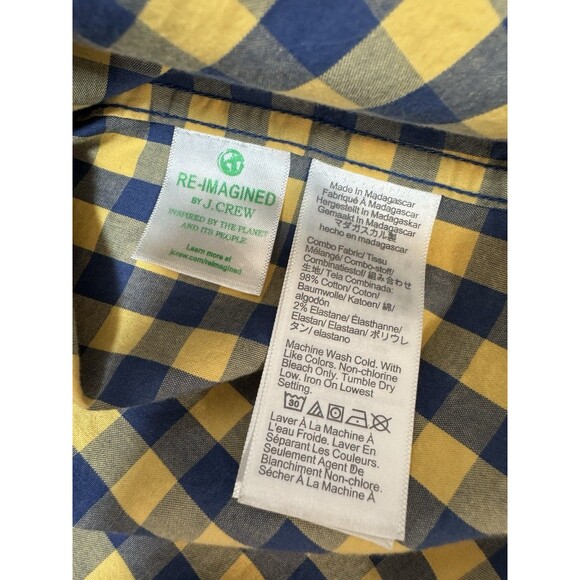 RE-IMAGINED
BY J.CREW
INSPIRED BY THE PLANET
AND ITS PEOPLE
Learn more at
jcrew.com/reimagined
Made In Madagascar
Fabriqué À Madagascar
Hergestellt In Madagaskar
Gemaakt In Madagascar
マダガスカル製
hecho en madagascar
Combo Fabric/ Tissu
Mélangé/ Combo-stoff/
Combinatiestof/ 組み合わせ
生地/ Tela Combinada:
98% Cotton/ Coton/
Baumwolle/ Katoen/ 綿/
algodón
2% Elastane/ Élasthanne/
Elastan/ Elastaan/ ポリウレ
タン/ elastano
Machine Wash Cold. With
Like Colors. Non-chlorine
Bleach Only. Tumble Dry
Low. Iron On Lowest
Setting.
30
Laver À La Machine À
L'eau Froide. Laver En
Séparant Les Couleurs.
Seulement Agent De
Blanchiment Non-chlorine.
Sécher À La Machine À